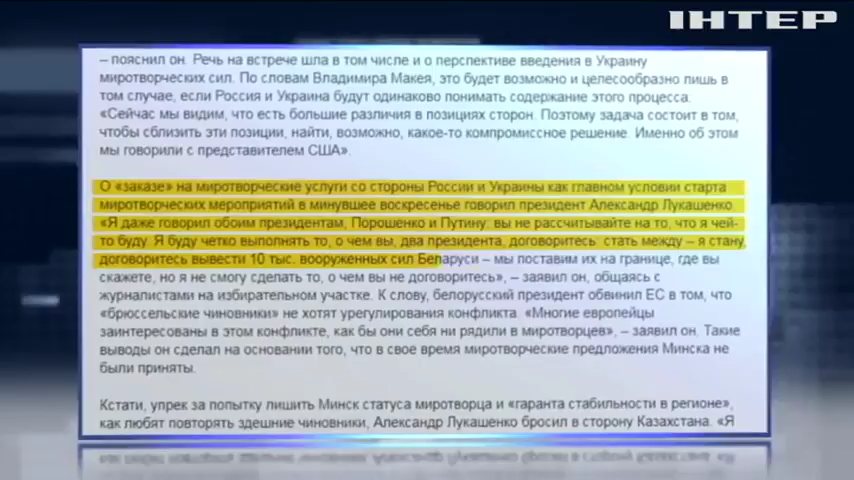 ІНТЕР
– пояснил он. Речь на встрече шла в том числе и о перспективе введения в Украину
миротворческих сил. По словам Владимира Макея, это будет возможно и целесообразно лишь в
том случае, если Россия и Украина будут одинаково понимать содержание этого процесса.
«Сейчас мы видим, что есть большие различия в позициях сторон. Поэтому задача состоит в том,
чтобы сблизить эти позиции, найти, возможно, какое-то компромиссное решение. Именно об этом
мы говорили с представителем США».
О «заказе» на миротворческие услуги со стороны России и Украины как главном условии старта
миротворческих мероприятий в минувшее воскресенье говорил президент Александр Лукашенко.
«Я даже говорил обоим президентам, Порошенко и Путину: вы не рассчитывайте на то, что я чей-
то буду. Я буду четко выполнять то, о чем вы, два президента, договоритесь: стать между – я стану,
договоритесь вывести 10 тыс. вооруженных сил Беларуси – мы поставим их на границе, где вы
скажете, но я не смогу сделать то, о чем вы не договоритесь», – заявил он, общаясь с
журналистами на избирательном участке. К слову, белорусский президент обвинил ЕС в том, что
«брюссельские чиновники» не хотят урегулирования конфликта. «Многие европейцы
заинтересованы в этом конфликте, как бы они себя ни рядили в миротворцев», – заявил он. Такие
выводы он сделал на основании того, что в свое время миротворческие предложения Минска не
были приняты.
Кстати, упрек за попытку лишить Минск статуса миротворца и «гаранта стабильности в регионе»,
как любят повторять здешние чиновники, Александр Лукашенко бросил в сторону Казахстана. «Я